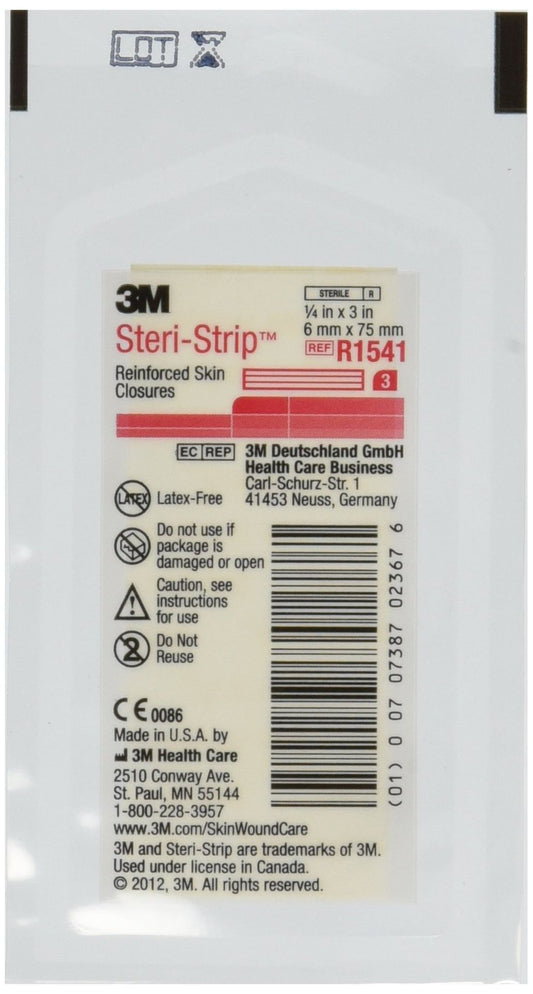 LOT
3M
STERILE R
Steri-Strip™
¼ in x 3 in
6 mm x 75 mm
REF R1541
Reinforced Skin
Closures
3
EC REP
3M Deutschland GmbH
Health Care Business
Carl-Schurz-Str. 1
41453 Neuss, Germany
LATEX Latex-Free
Do not use if
package is
damaged or open
Caution, see
instructions
for use
2 Do Not
Reuse
(01) 0 07 07387 02367 6
CE 0086
Made in U.S.A. by
3M Health Care
2510 Conway Ave.
St. Paul, MN 55144
1-800-228-3957
www.3M.com/SkinWoundCare
3M and Steri-Strip are trademarks of 3M.
Used under license in Canada.
© 2012, 3M. All rights reserved.